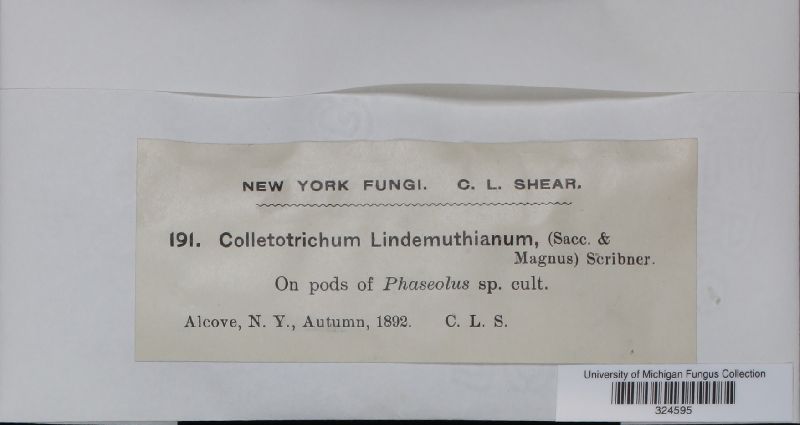 NEW YORK FUNGI. C. L. SHEAR.
191. Colletotrichum Lindemuthianum, (Sacc. &
Magnus) Scribner.
On pods of Phaseolus sp. cult.
Alcove, N. Y., Autumn, 1892. C. L. S.
University of Michigan Fungus Collection
324595